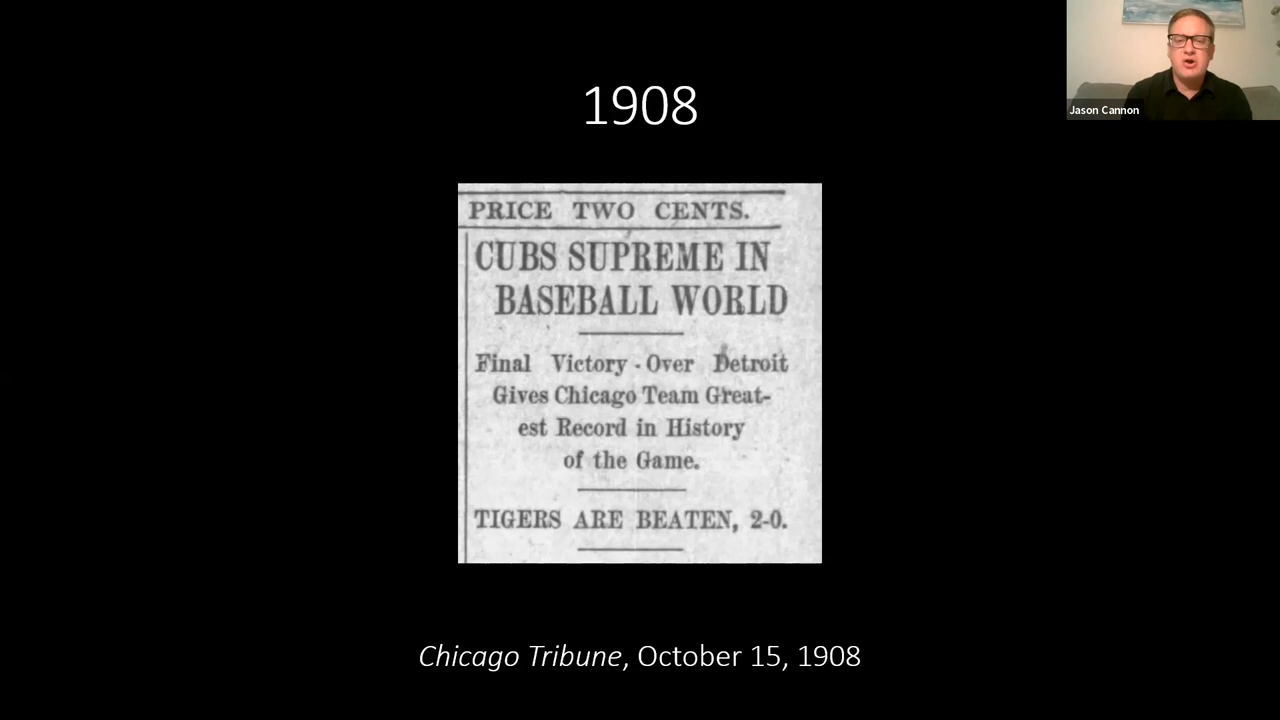 1908
Jason Cannon
PRICE TWO CENTS.
CUBS SUPREME IN
BASEBALL WORLD
Final Victory - Over Detroit
Gives Chicago Team Great-
est Record in History
of the Game.
TIGERS ARE BEATEN, 2-0.
Chicago Tribune, October 15, 1908